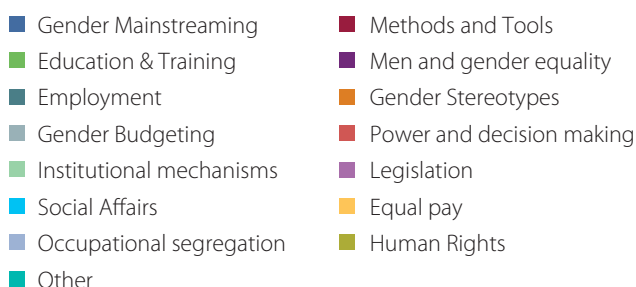 Gender Mainstreaming
Education & Training
Employment
Gender Budgeting
Institutional mechanisms
Social Affairs
Occupational segregation
Other
Methods and Tools
Men and gender equality
Gender Stereotypes
Power and decision making
Legislation
Equal pay
Human Rights